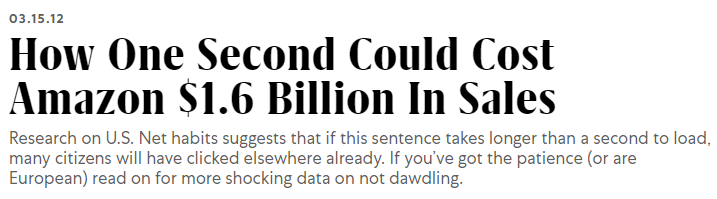 03.15.12
How One Second Could Cost
Amazon $1.6 Billion In Sales
Research on U.S. Net habits suggests that if this sentence takes longer than a second to load,
many citizens will have clicked elsewhere already. If you’ve got the patience (or are
European) read on for more shocking data on not dawdling.